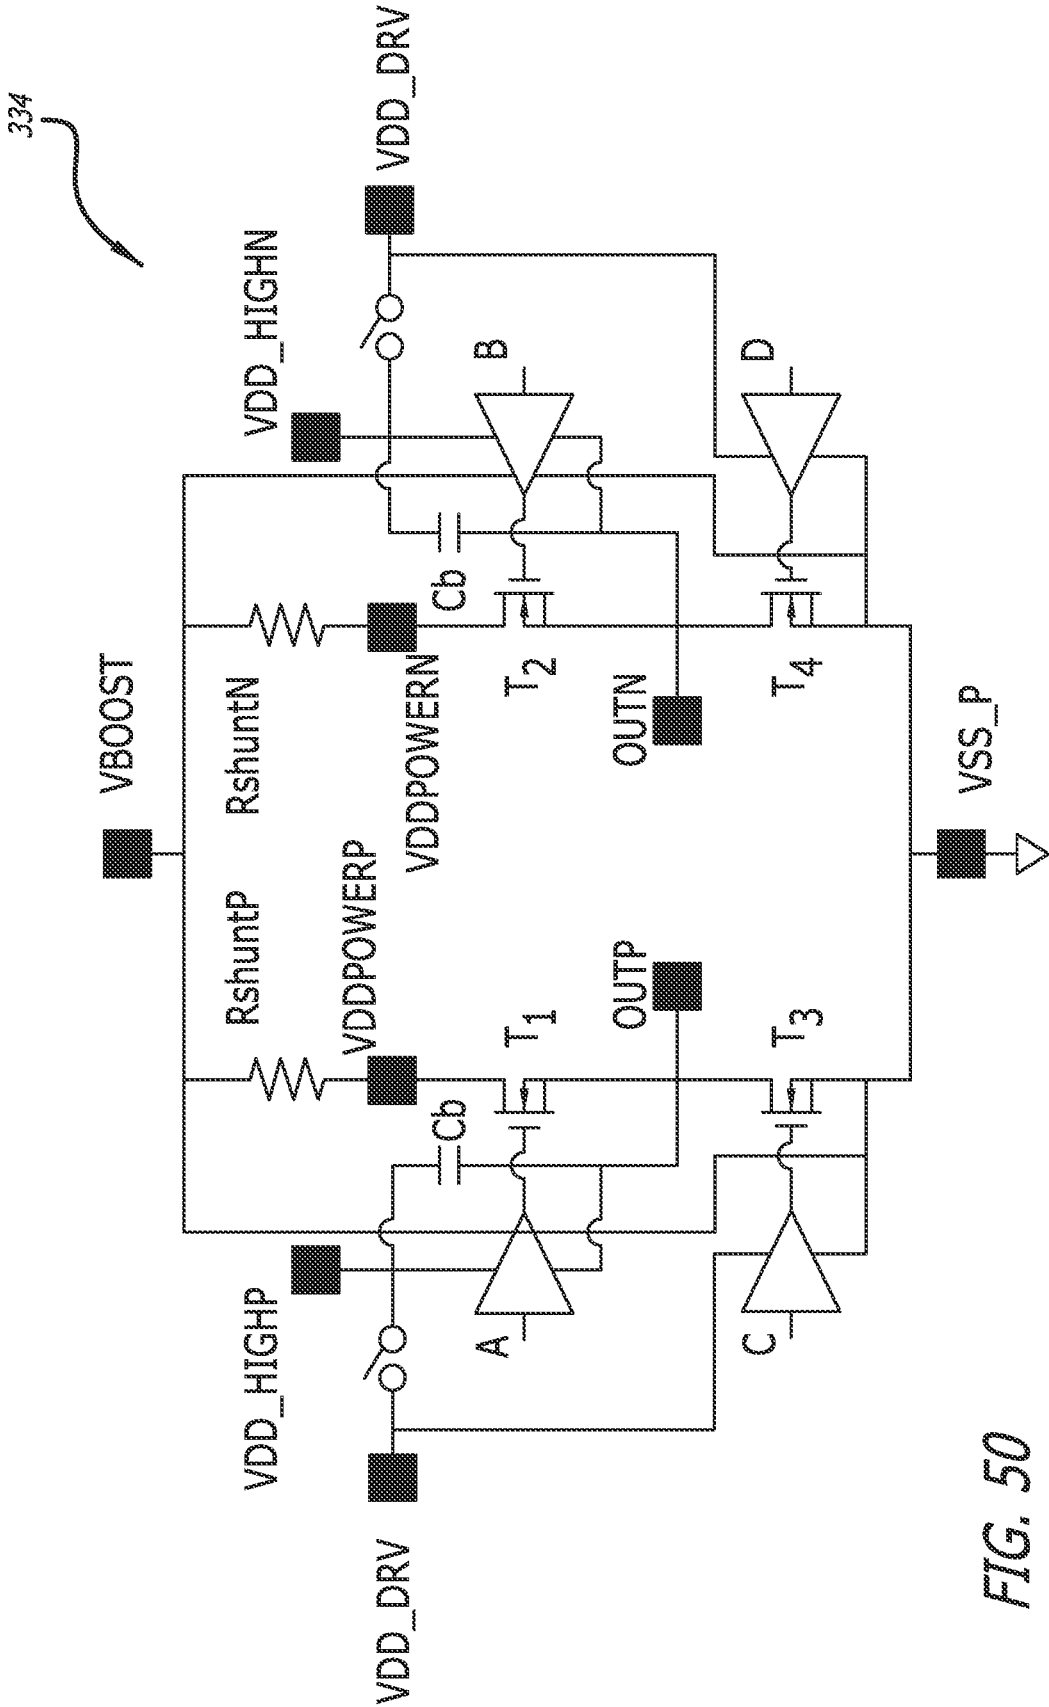 334
VBOOST
VDD_HIGHP
RshuntP
RshuntN
VDD_HIGHN
VDD_DRV
VDDPOWERP
VDDPOWERN
VDD_DRV
Cb
Cb
A
T1
T2
B
OUTP
OUTN
C
T3
T4
D
VSS_P
FIG. 50